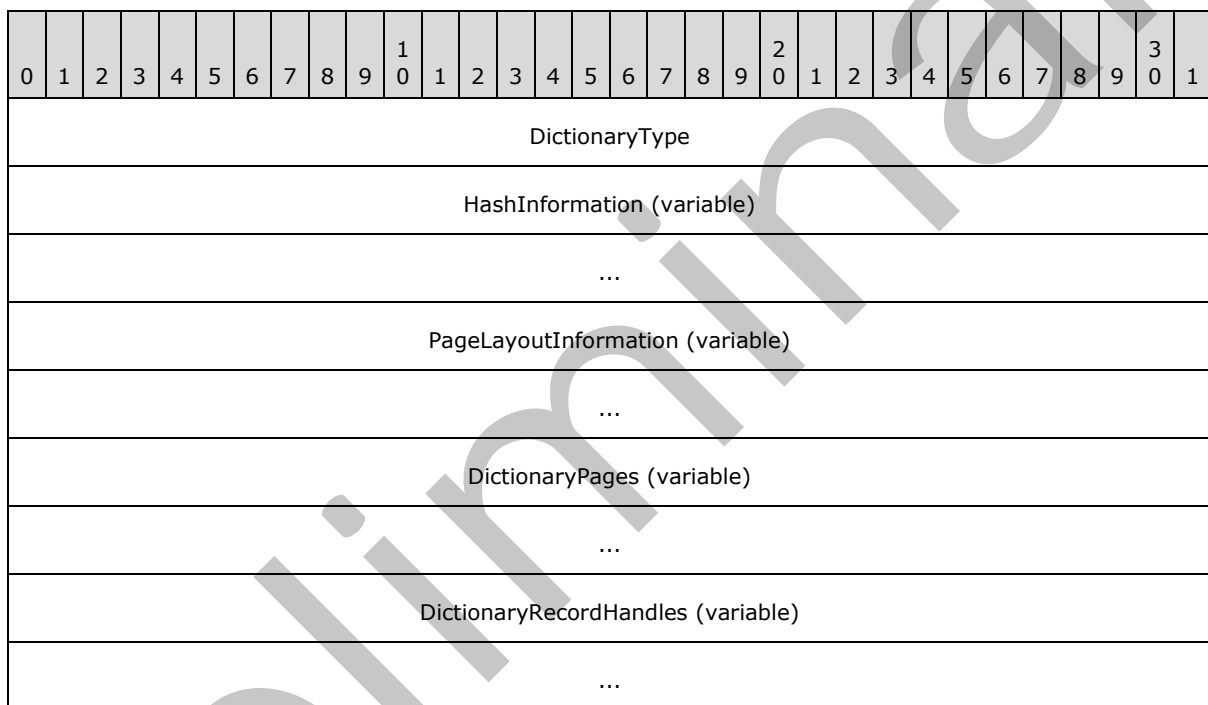 1 2 3
0 1 2 3 4 5 6 7 8 9 0 1 2 3 4 5 6 7 8 9 0 1 2 3 4 5 6 7 8 9 0 1
DictionaryType
HashInformation (variable)
...
PageLayoutInformation (variable)
...
DictionaryPages (variable)
...
DictionaryRecordHandles (variable)
...